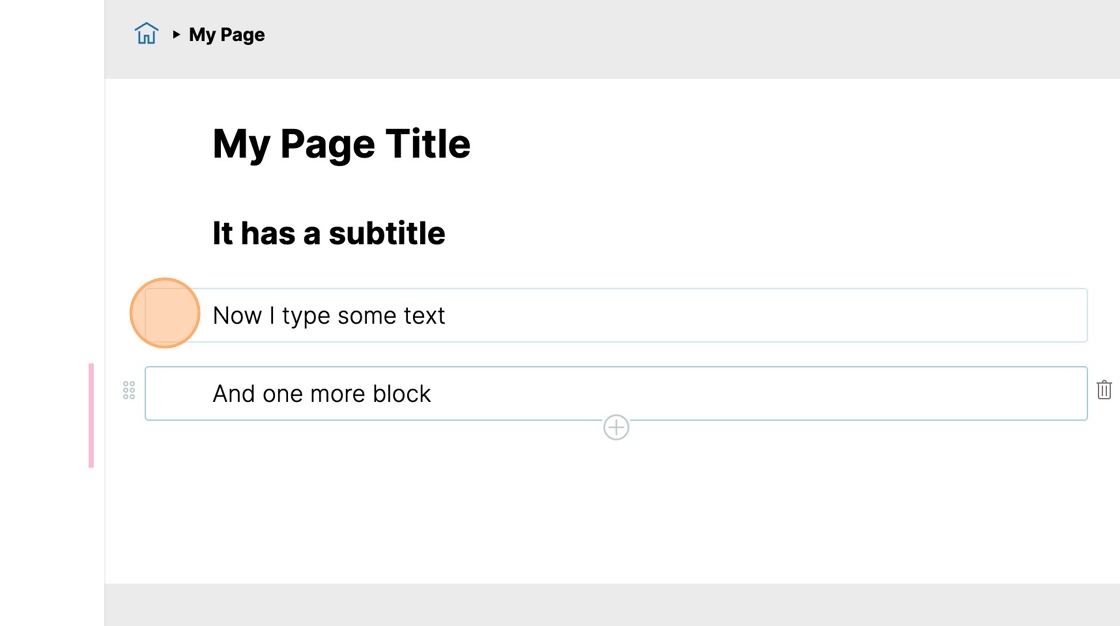 My Page
My Page Title
It has a subtitle
Now I type some text
And one more block